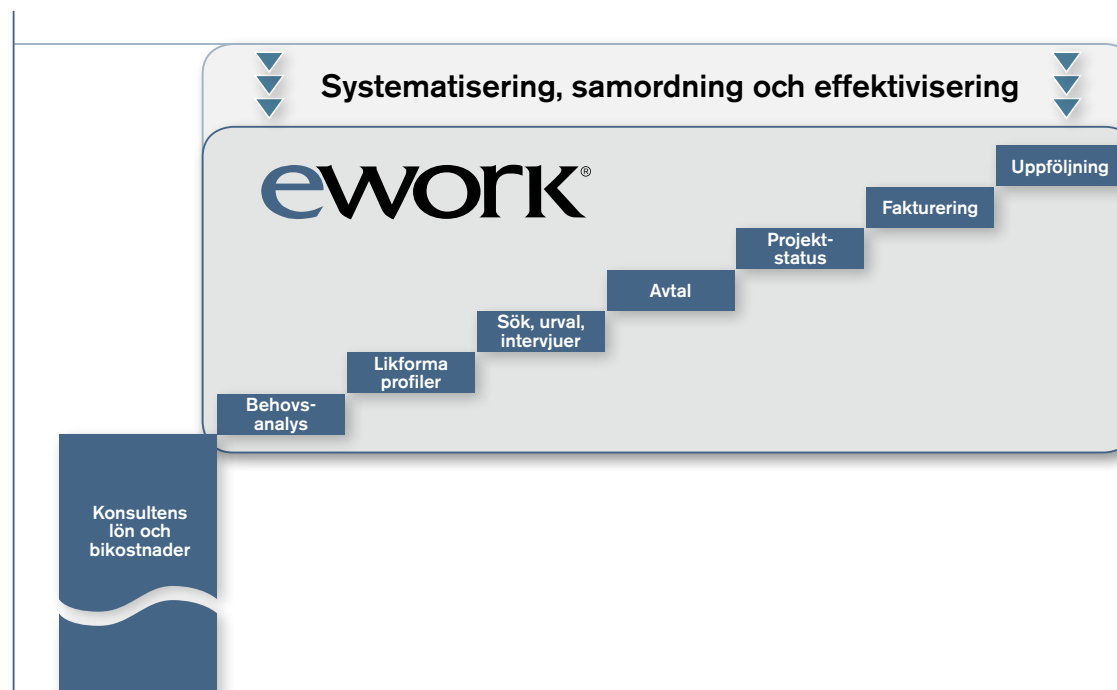 Systematisering, samordning och effektivisering
ework®
Uppföljning
Fakturering
Projekt-
status
Avtal
Sök, urval,
intervjuer
Likforma
profiler
Behovs-
analys
Konsultens
lön och
bikostnader